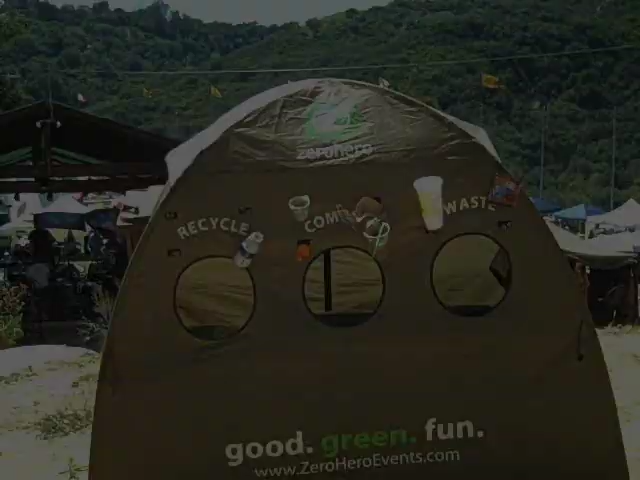 zerohero
RECYCLE
WASTE
good. green. fun.
www.ZeroHeroEvents.com